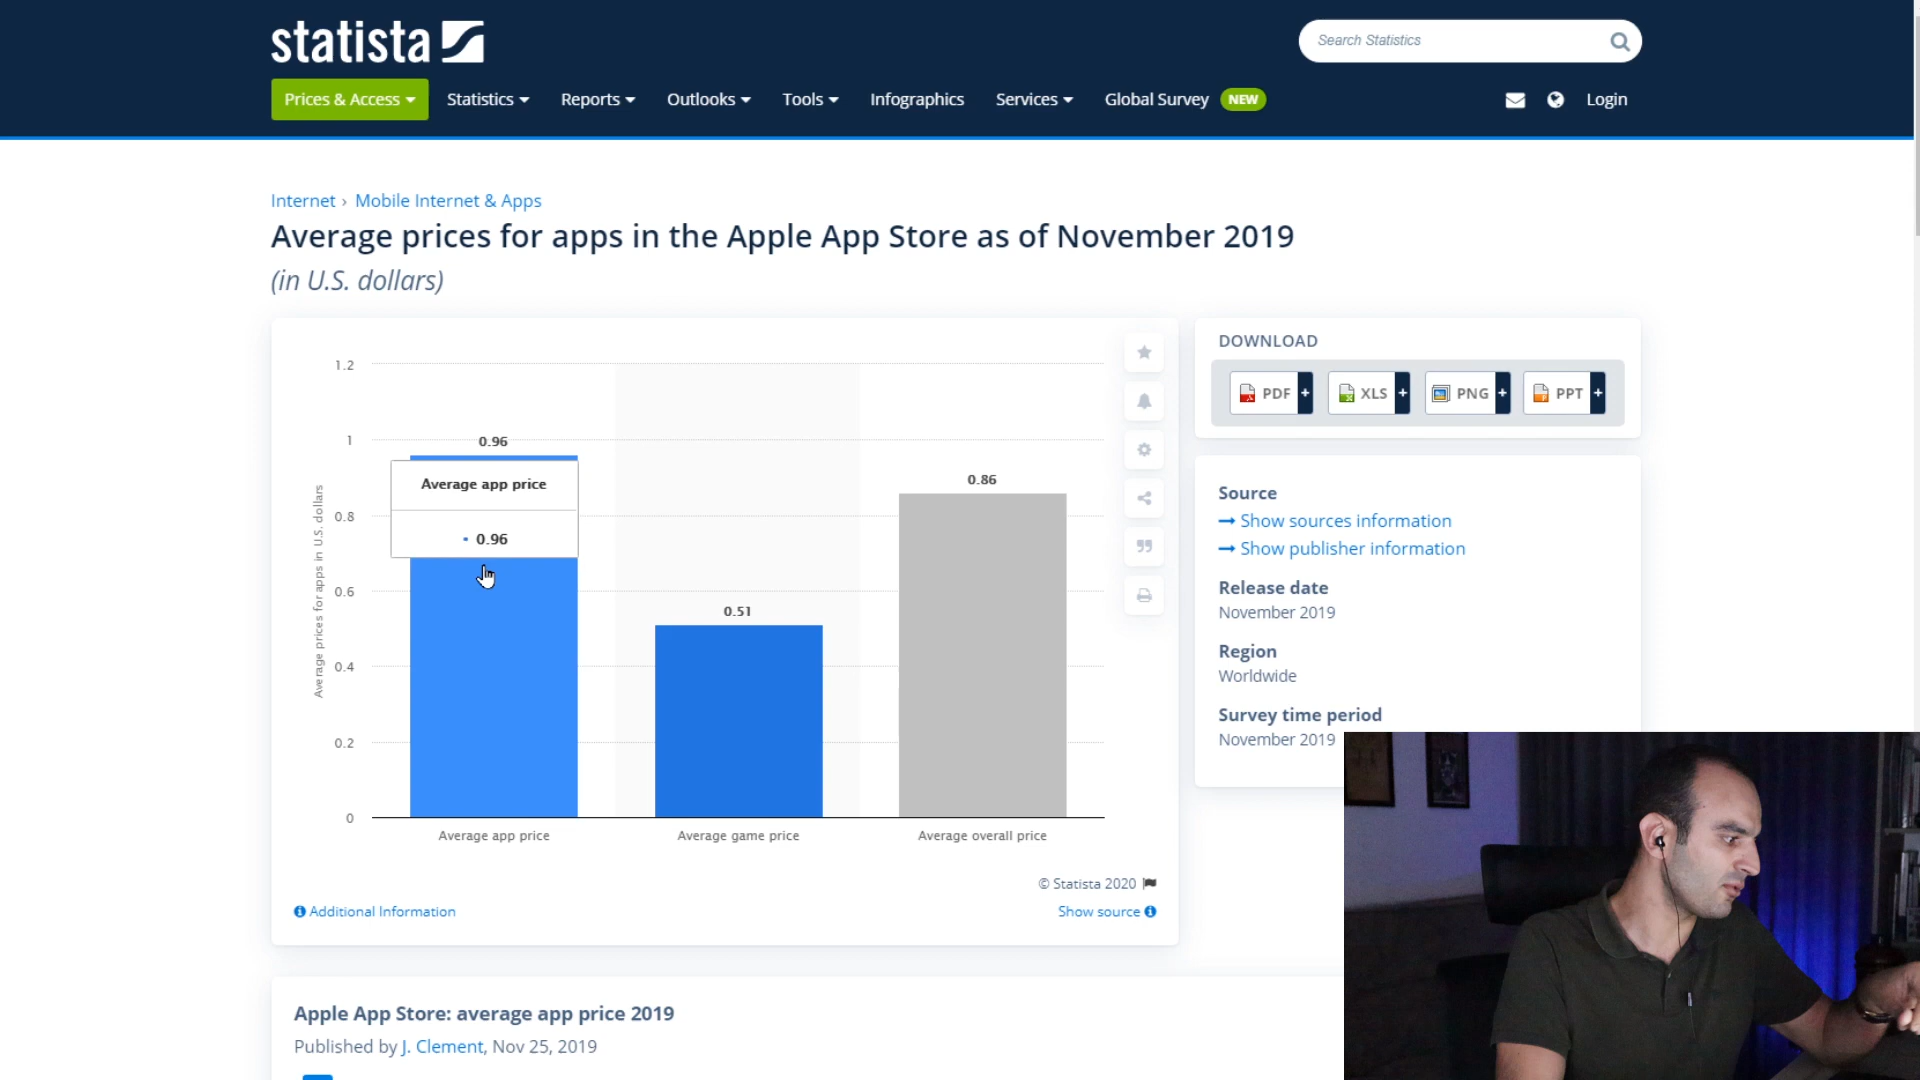 statista
Search Statistics
Prices & Access Statistics Reports Outlooks Tools Infographics Services Global Survey NEW Login
Internet › Mobile Internet & Apps
Average prices for apps in the Apple App Store as of November 2019
(in U.S. dollars)
Average prices for apps in U.S. dollars
1.2
1
0.8
0.6
0.4
0.2
0
0.96
Average app price
0.96
0.51
0.86
Average app price
Average game price
Average overall price
© Statista 2020
Additional Information
Show source
DOWNLOAD
PDF +
XLS +
PNG +
PPT +
Source
→ Show sources information
→ Show publisher information
Release date
November 2019
Region
Worldwide
Survey time period
November 2019
Apple App Store: average app price 2019
Published by J. Clement, Nov 25, 2019